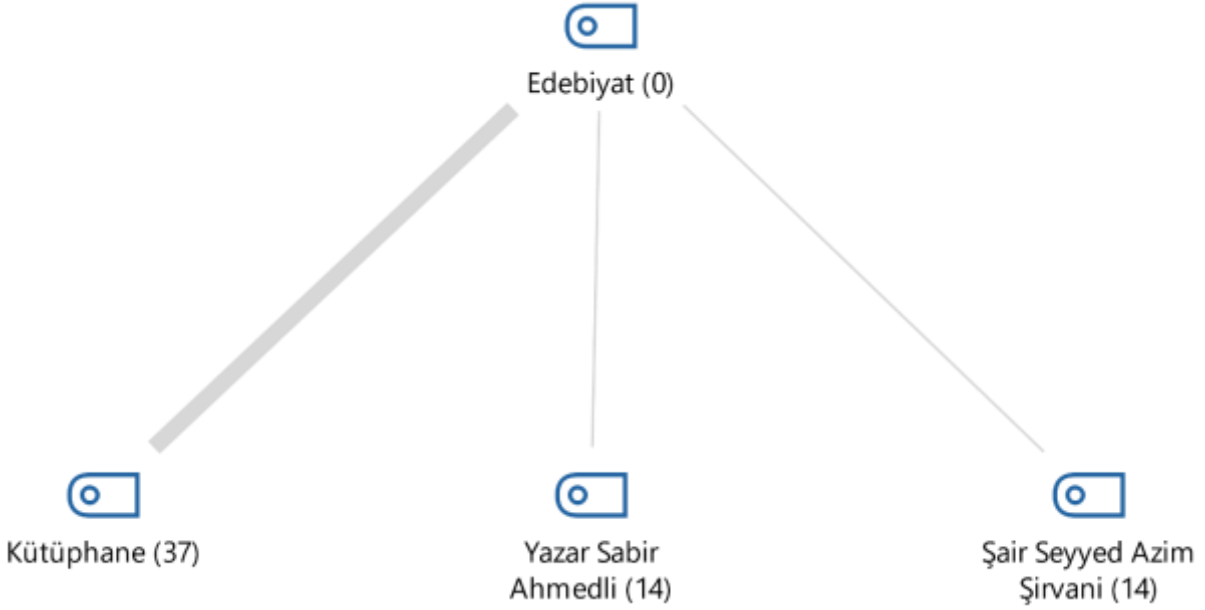 Edebiyat (0)
Kütüphane (37)
Yazar Sabir
Ahmedli (14)
Şair Seyyed Azim
Şirvani (14)